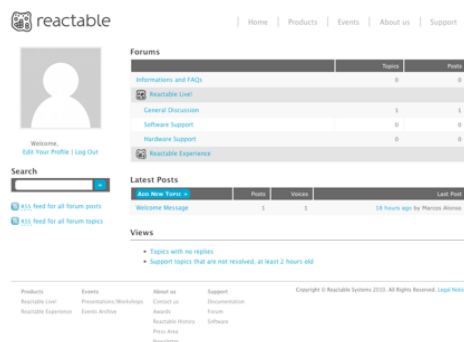 reactable
Home Products Events About us Support
Welcome,
Edit Your Profile | Log Out
Search
RSS feed for all forum posts
RSS feed for all forum topics
Forums
Topics Posts
Informations and FAQs 0 0
Reactable Live!
General Discussion 1 1
Software Support 0 0
Hardware Support 0 0
Reactable Experience
Latest Posts
Add New Topic » Posts Voices Last Post
Welcome Message 1 1 18 hours ago by Marcos Alonso
Views
Topics with no replies
Support topics that are not resolved, at least 2 hours old
Products Events About us Support
Reactable Live! Presentations/Workshops Contact us Documentation
Reactable Experience Events Archive Awards Forum
Reactable History Software
Press Area
Newsletter
Copyright © Reactable Systems 2010. All Rights Reserved. Legal